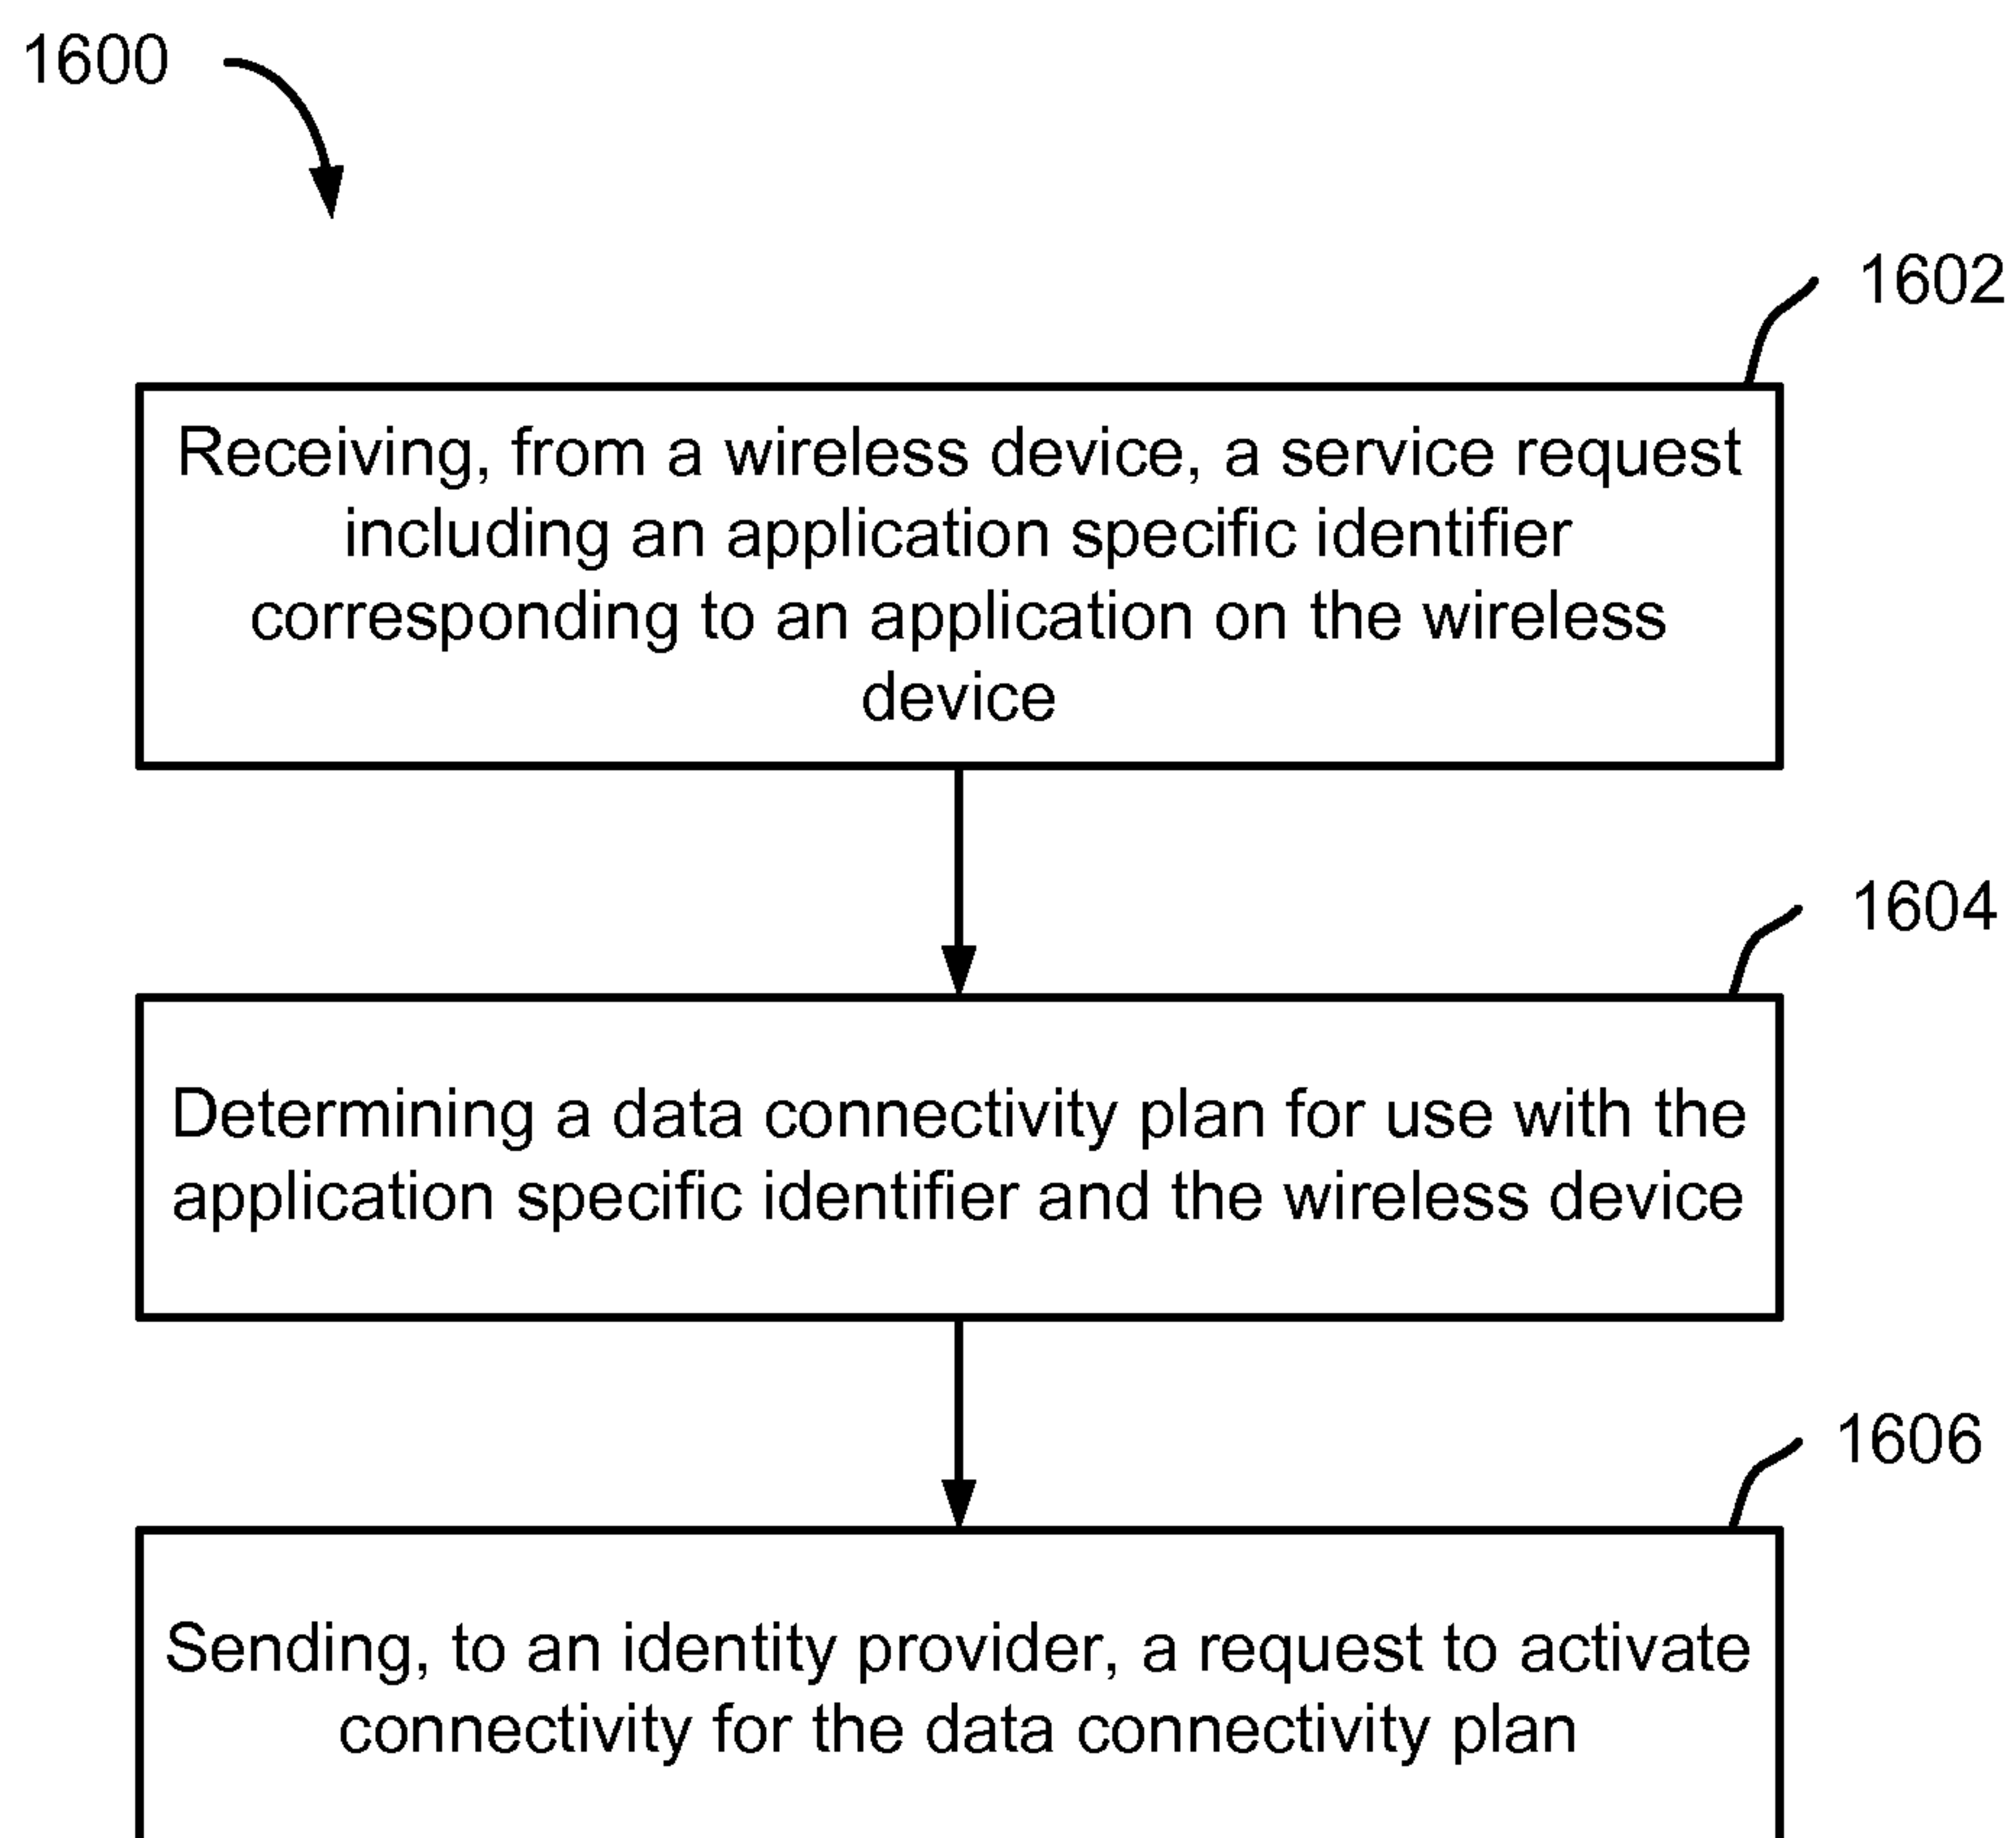 1600
1602
Receiving, from a wireless device, a service request
including an application specific identifier
corresponding to an application on the wireless
device
1604
Determining a data connectivity plan for use with the
application specific identifier and the wireless device
1606
Sending, to an identity provider, a request to activate
connectivity for the data connectivity plan